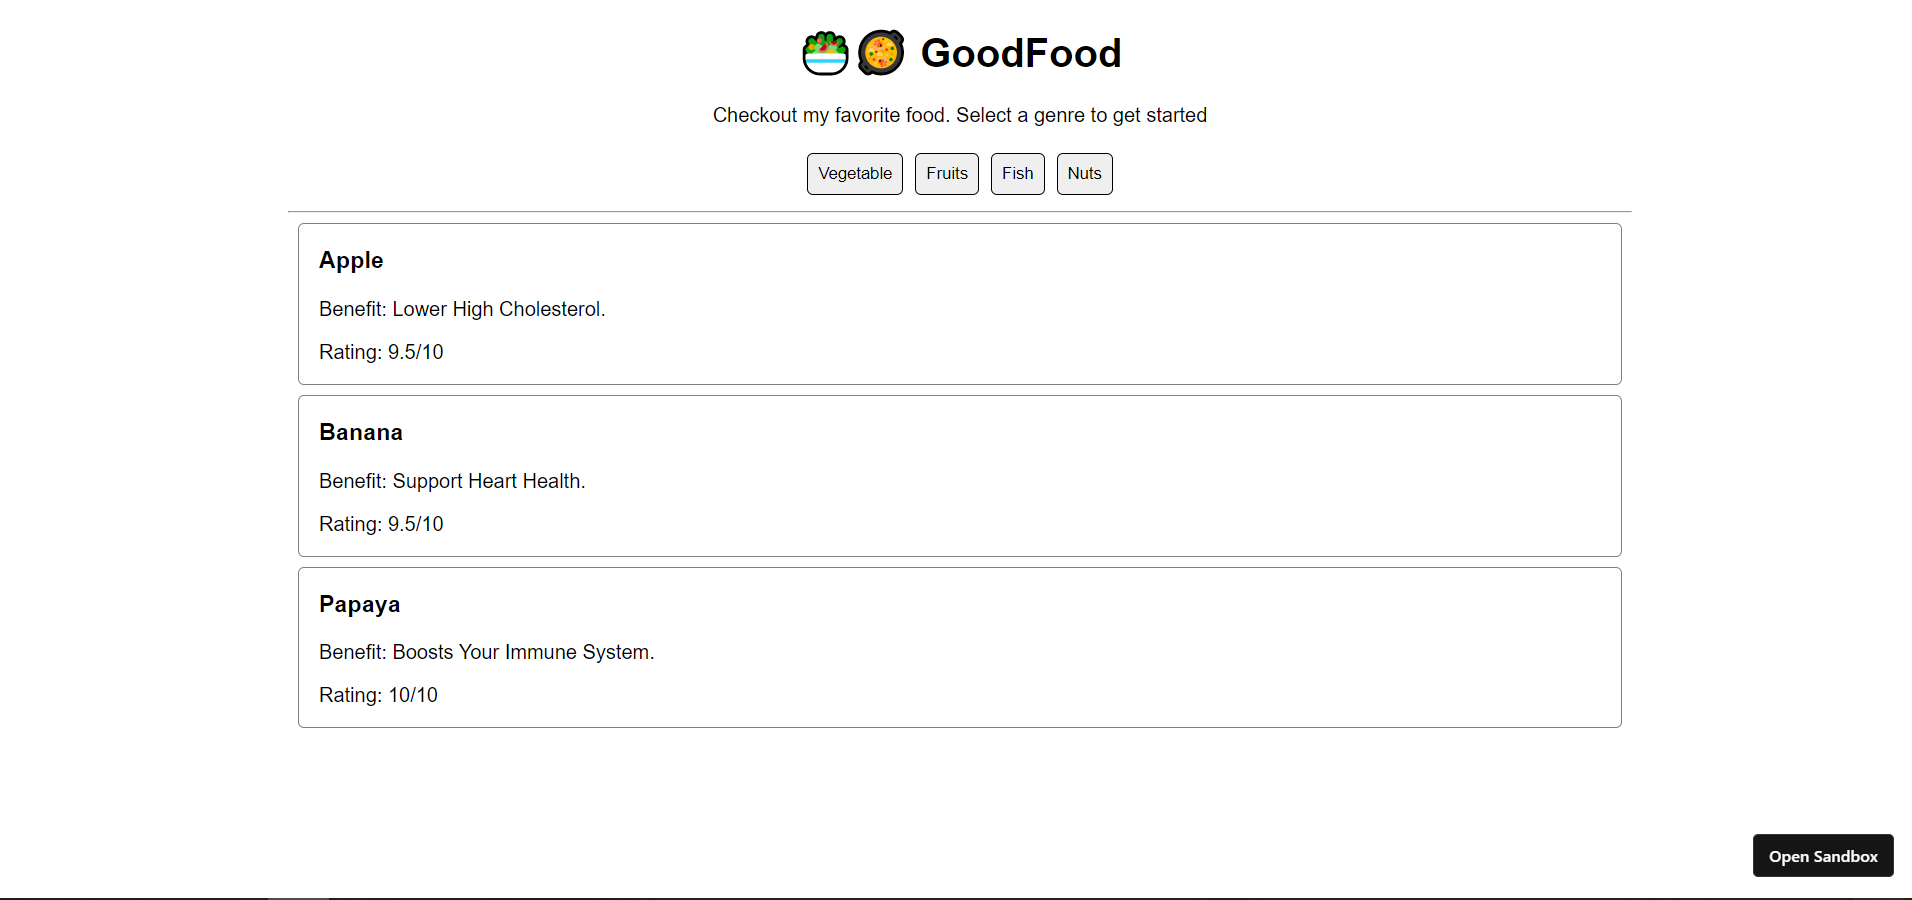 GoodFood
Checkout my favorite food. Select a genre to get started
Vegetable Fruits Fish Nuts
Apple
Benefit: Lower High Cholesterol.
Rating: 9.5/10
Banana
Benefit: Support Heart Health.
Rating: 9.5/10
Papaya
Benefit: Boosts Your Immune System.
Rating: 10/10
Open Sandbox